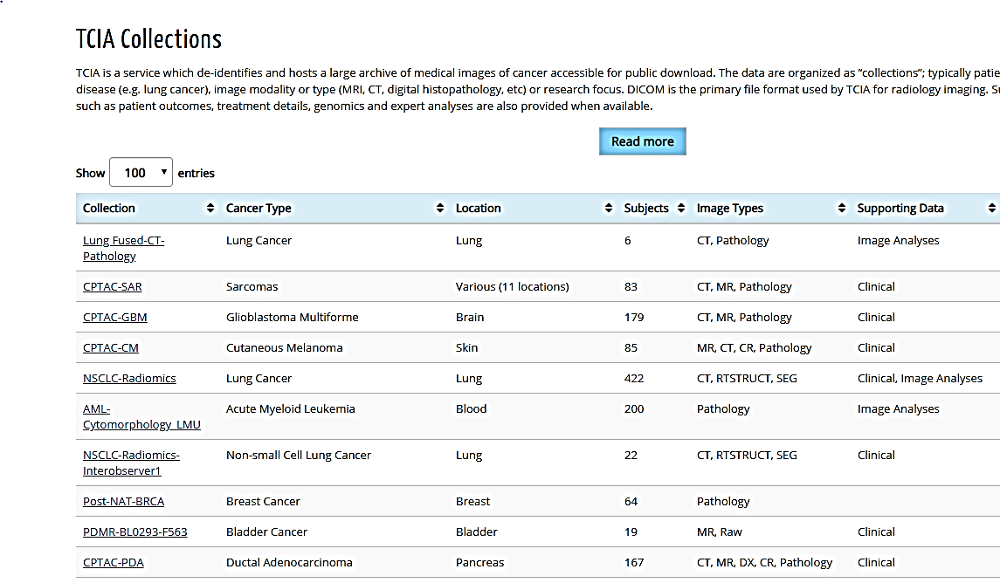 TCIA Collections
TCIA is a service which de-identifies and hosts a large archive of medical images of cancer accessible for public download. The data are organized as “collections”; typically patie
disease (e.g. lung cancer), image modality or type (MRI, CT, digital histopathology, etc) or research focus. DICOM is the primary file format used by TCIA for radiology imaging. Su
such as patient outcomes, treatment details, genomics and expert analyses are also provided when available.
Read more
Show 100 entries
Collection Cancer Type Location Subjects Image Types Supporting Data
Lung Fused-CT- Lung Cancer Lung 6 CT, Pathology Image Analyses
Pathology
CPTAC-SAR Sarcomas Various (11 locations) 83 CT, MR, Pathology Clinical
CPTAC-GBM Glioblastoma Multiforme Brain 179 CT, MR, Pathology Clinical
CPTAC-CM Cutaneous Melanoma Skin 85 MR, CT, CR, Pathology Clinical
NSCLC-Radiomics Lung Cancer Lung 422 CT, RTSTRUCT, SEG Clinical, Image Analyses
AML- Acute Myeloid Leukemia Blood 200 Pathology Image Analyses
Cytomorphology_LMU
NSCLC-Radiomics- Non-small Cell Lung Cancer Lung 22 CT, RTSTRUCT, SEG Clinical
Interobserver1
Post-NAT-BRCA Breast Cancer Breast 64 Pathology
PDMR-BL0293-F563 Bladder Cancer Bladder 19 MR, Raw Clinical
CPTAC-PDA Ductal Adenocarcinoma Pancreas 167 CT, MR, DX, CR, Pathology Clinical